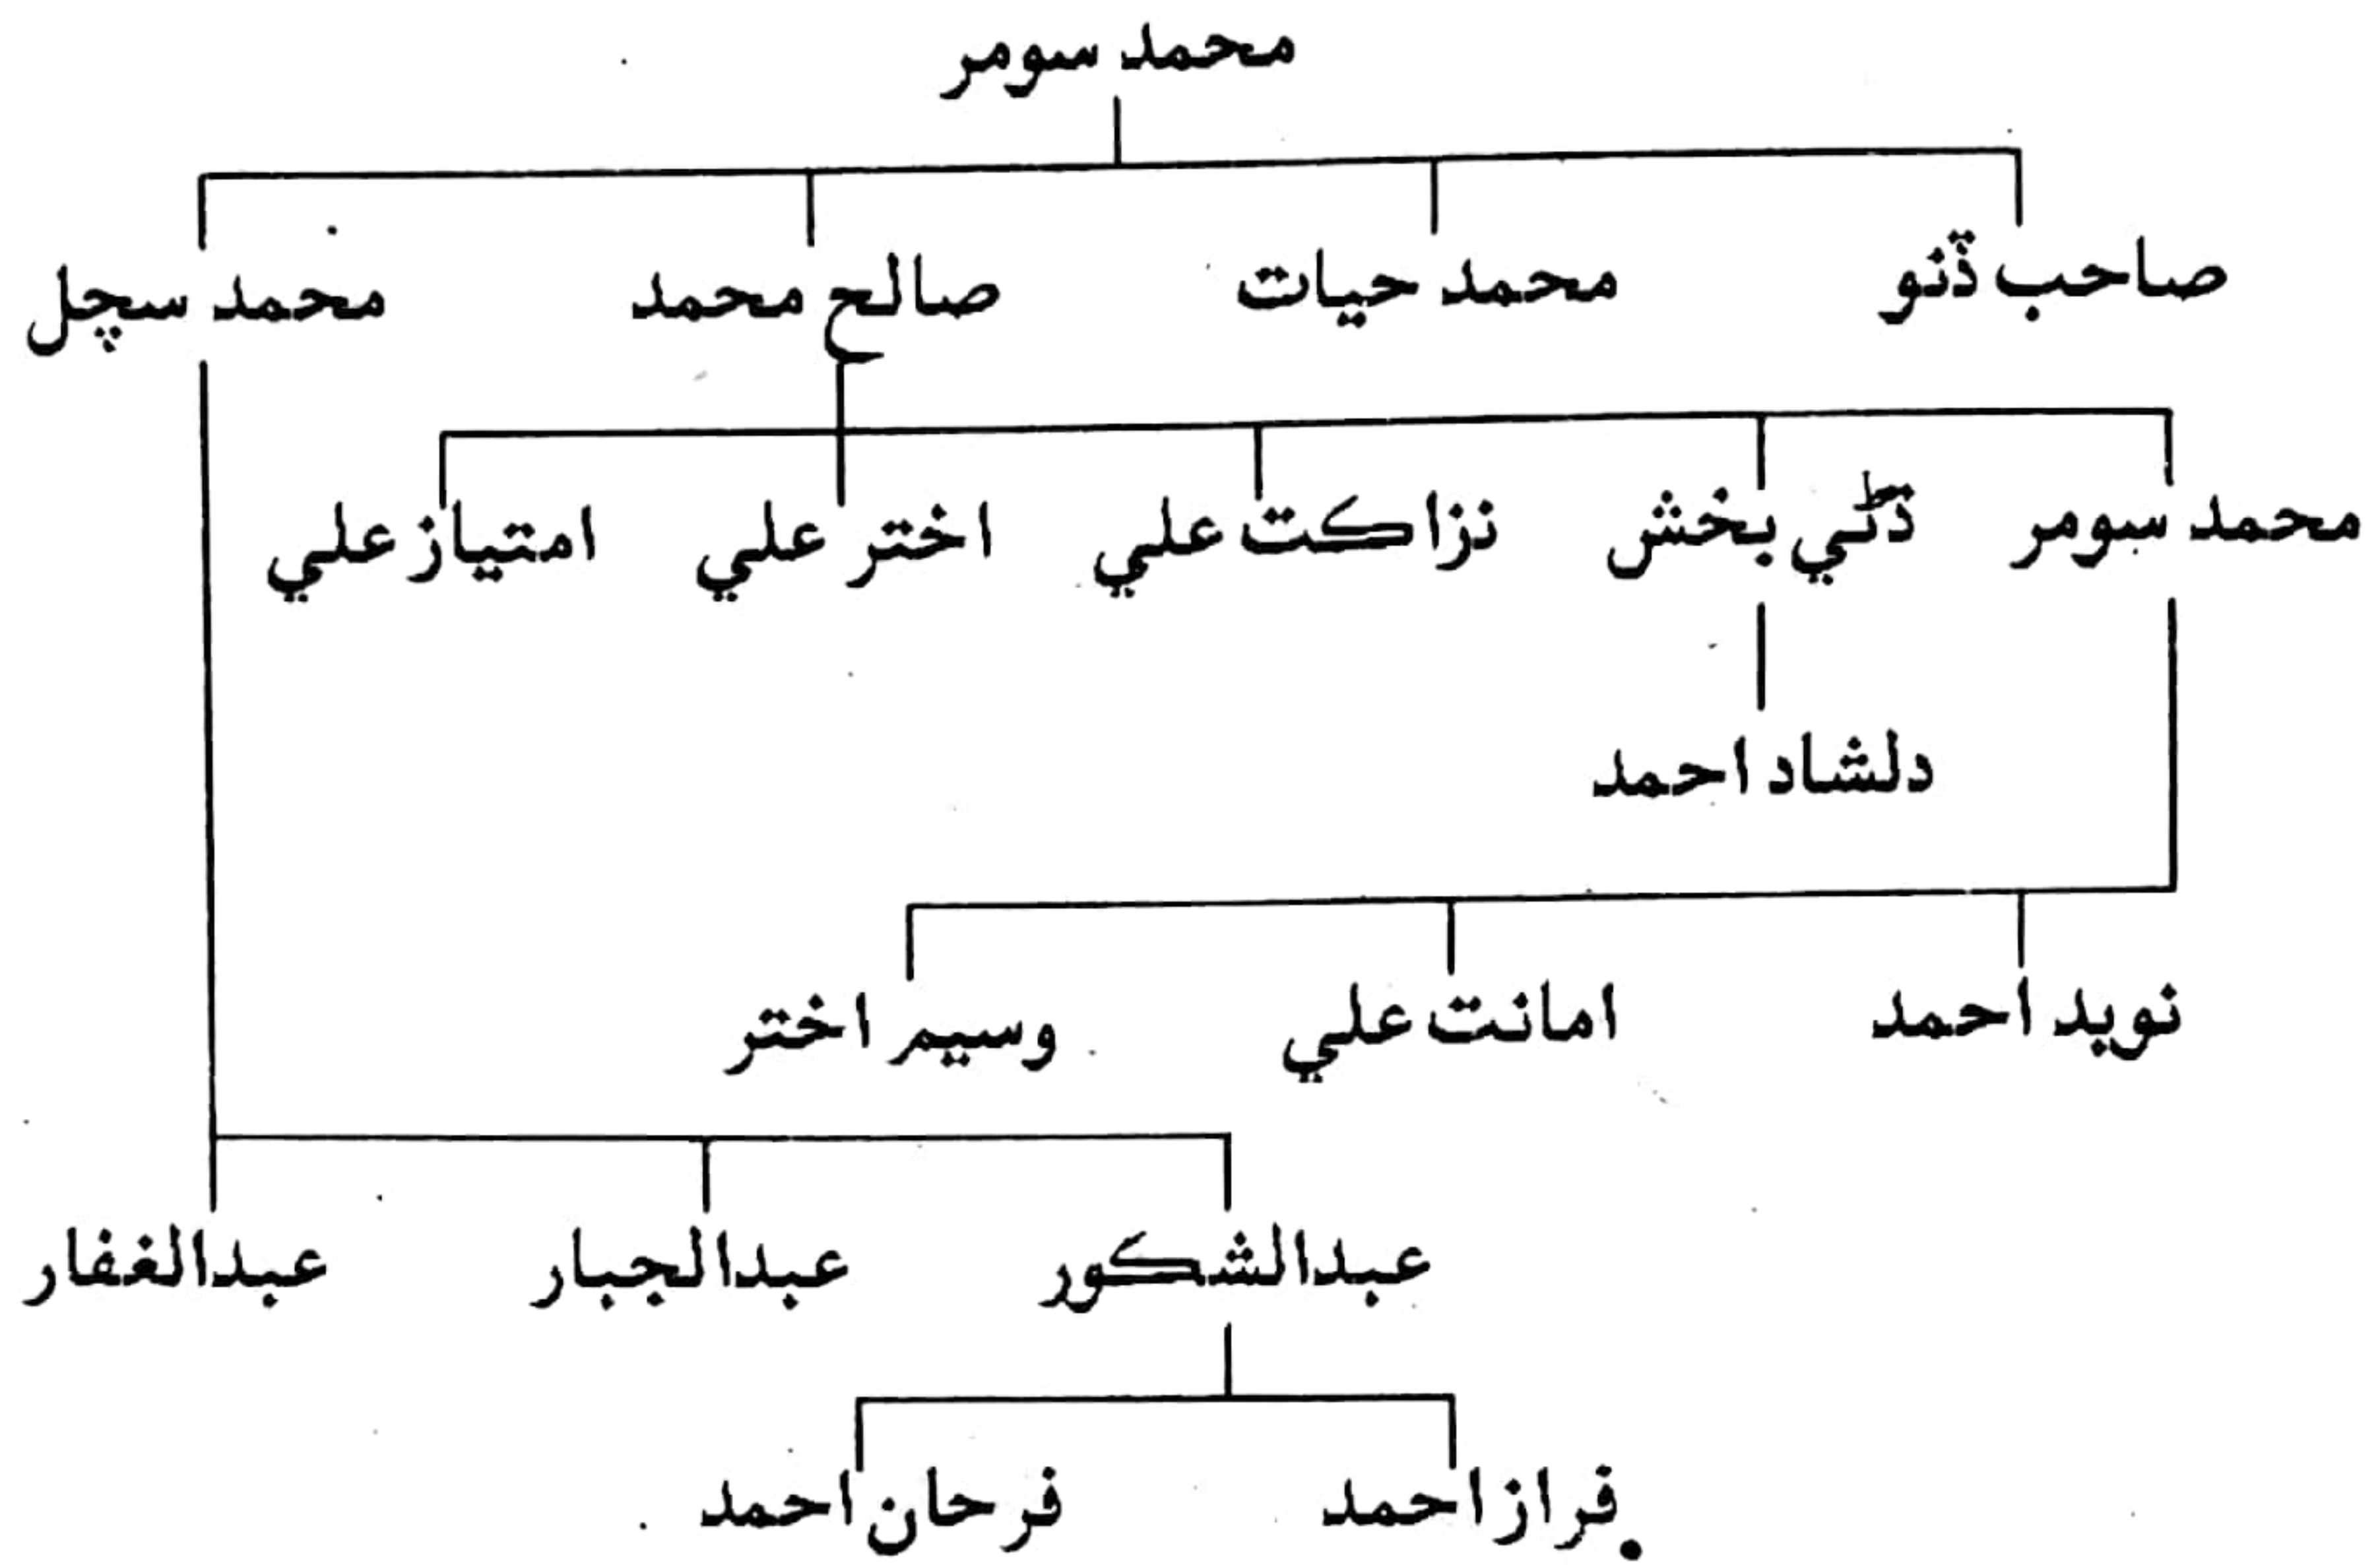 محمد سومر
صاحب ڏنو محمد حيات صالح محمد محمد سچل
محمد سومر ڌڻي بخش نزاڪت علي اختر علي امتياز علي
دلشاد احمد
نويد احمد امانت علي وسيم اختر
عبدالشڪور عبدالجبار عبدالغفار
فراز احمد فرحان احمد